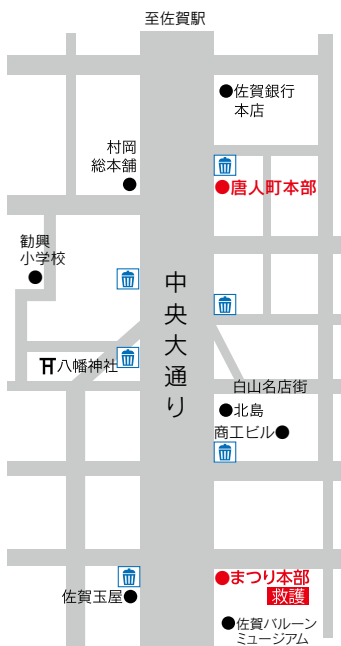 至佐賀駅
佐賀銀行
本店
村岡
総本舗
唐人町本部
勧興
小学校
中央大通り
八幡神社
白山名店街
北島
商工ビル
まつり本部
救護
佐賀玉屋
佐賀バルーン
ミュージアム